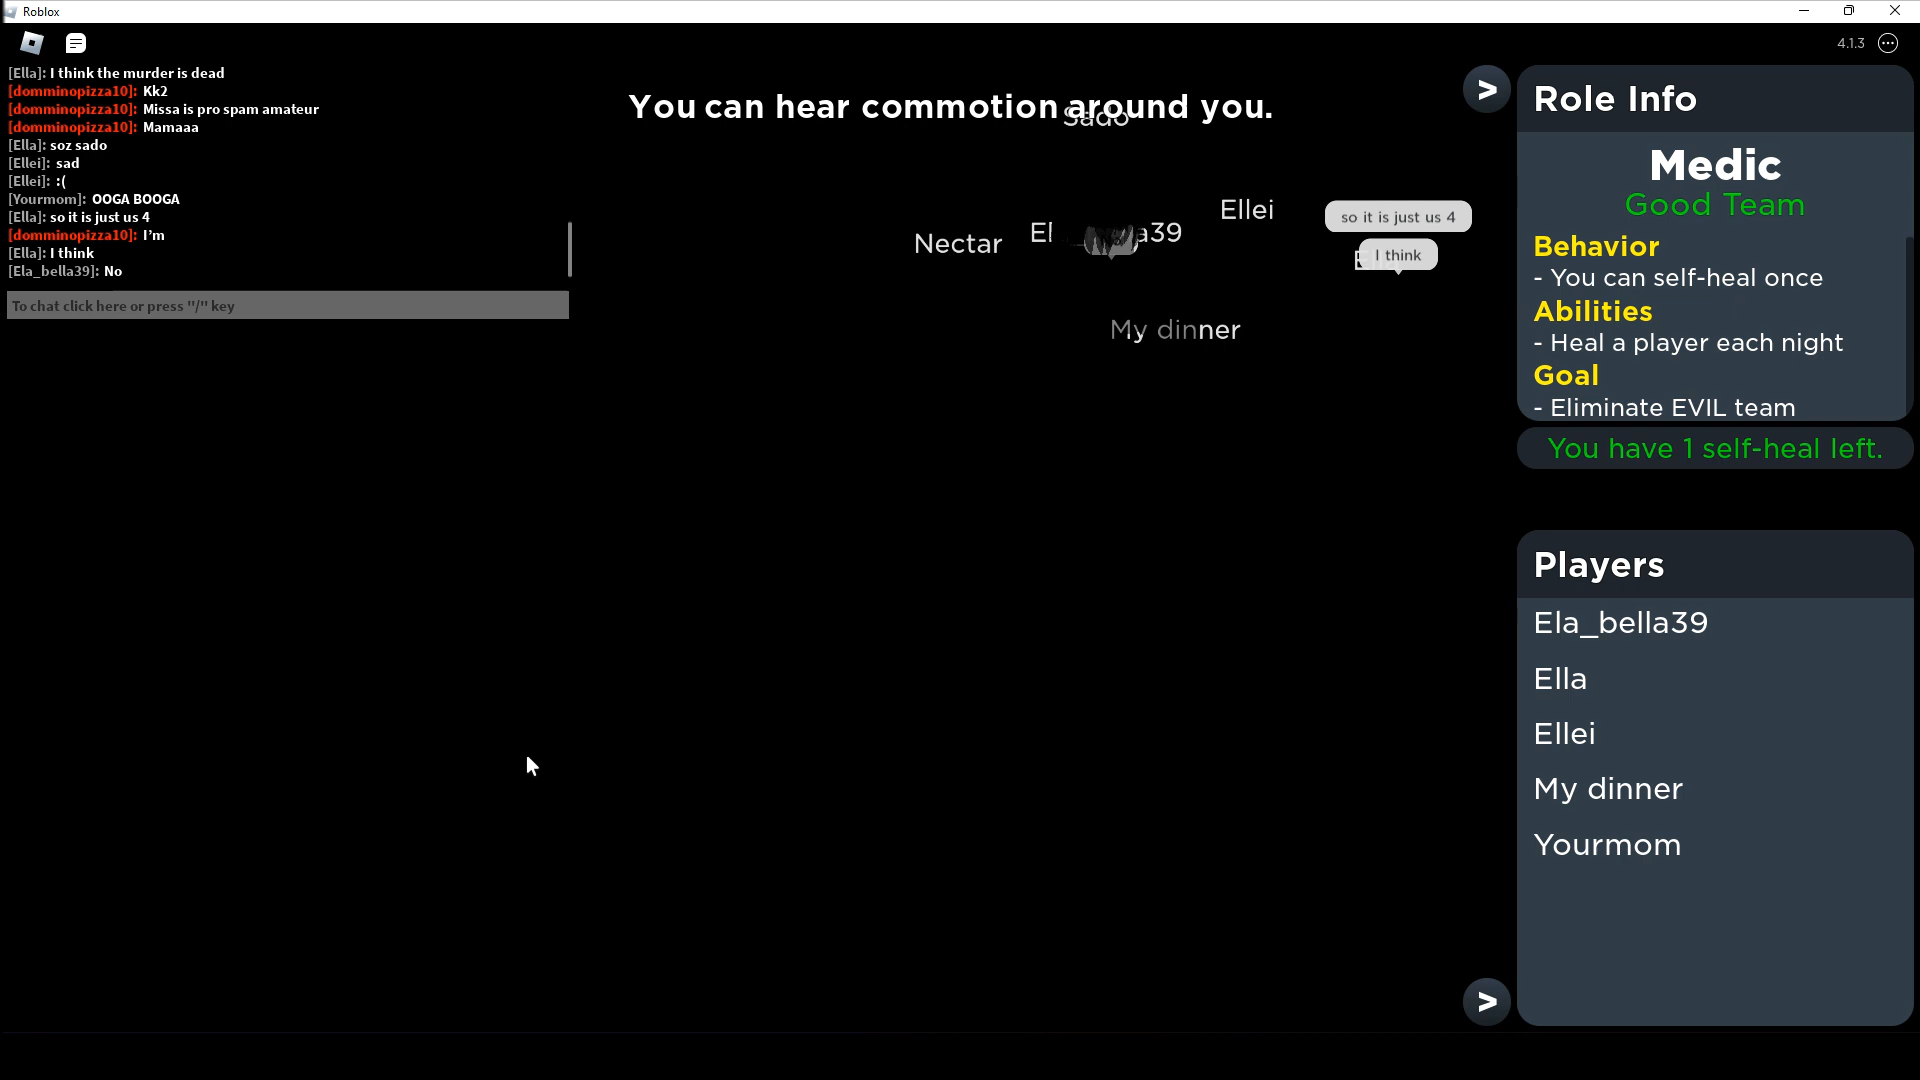 Roblox
4.1.3
[Ella]: I think the murder is dead
[domminopizza10]: Kk2
[domminopizza10]: Missa is pro spam amateur
[domminopizza10]: Mamaaa
[Ella]: soz sado
[Ellei]: sad
[Ellei]: :(
[Yourmom]: OOGA BOOGA
[Ella]: so it is just us 4
[domminopizza10]: I'm
[Ella]: I think
[Ela_bella39]: No
To chat click here or press "/" key
You can hear commotion around you.
Sado
Ellei
Nectar
so it is just us 4
I think
My dinner
>
Role Info
Medic
Good Team
Behavior
- You can self-heal once
Abilities
- Heal a player each night
Goal
- Eliminate EVIL team
You have 1 self-heal left.
Players
Ela_bella39
Ella
Ellei
My dinner
Yourmom
>